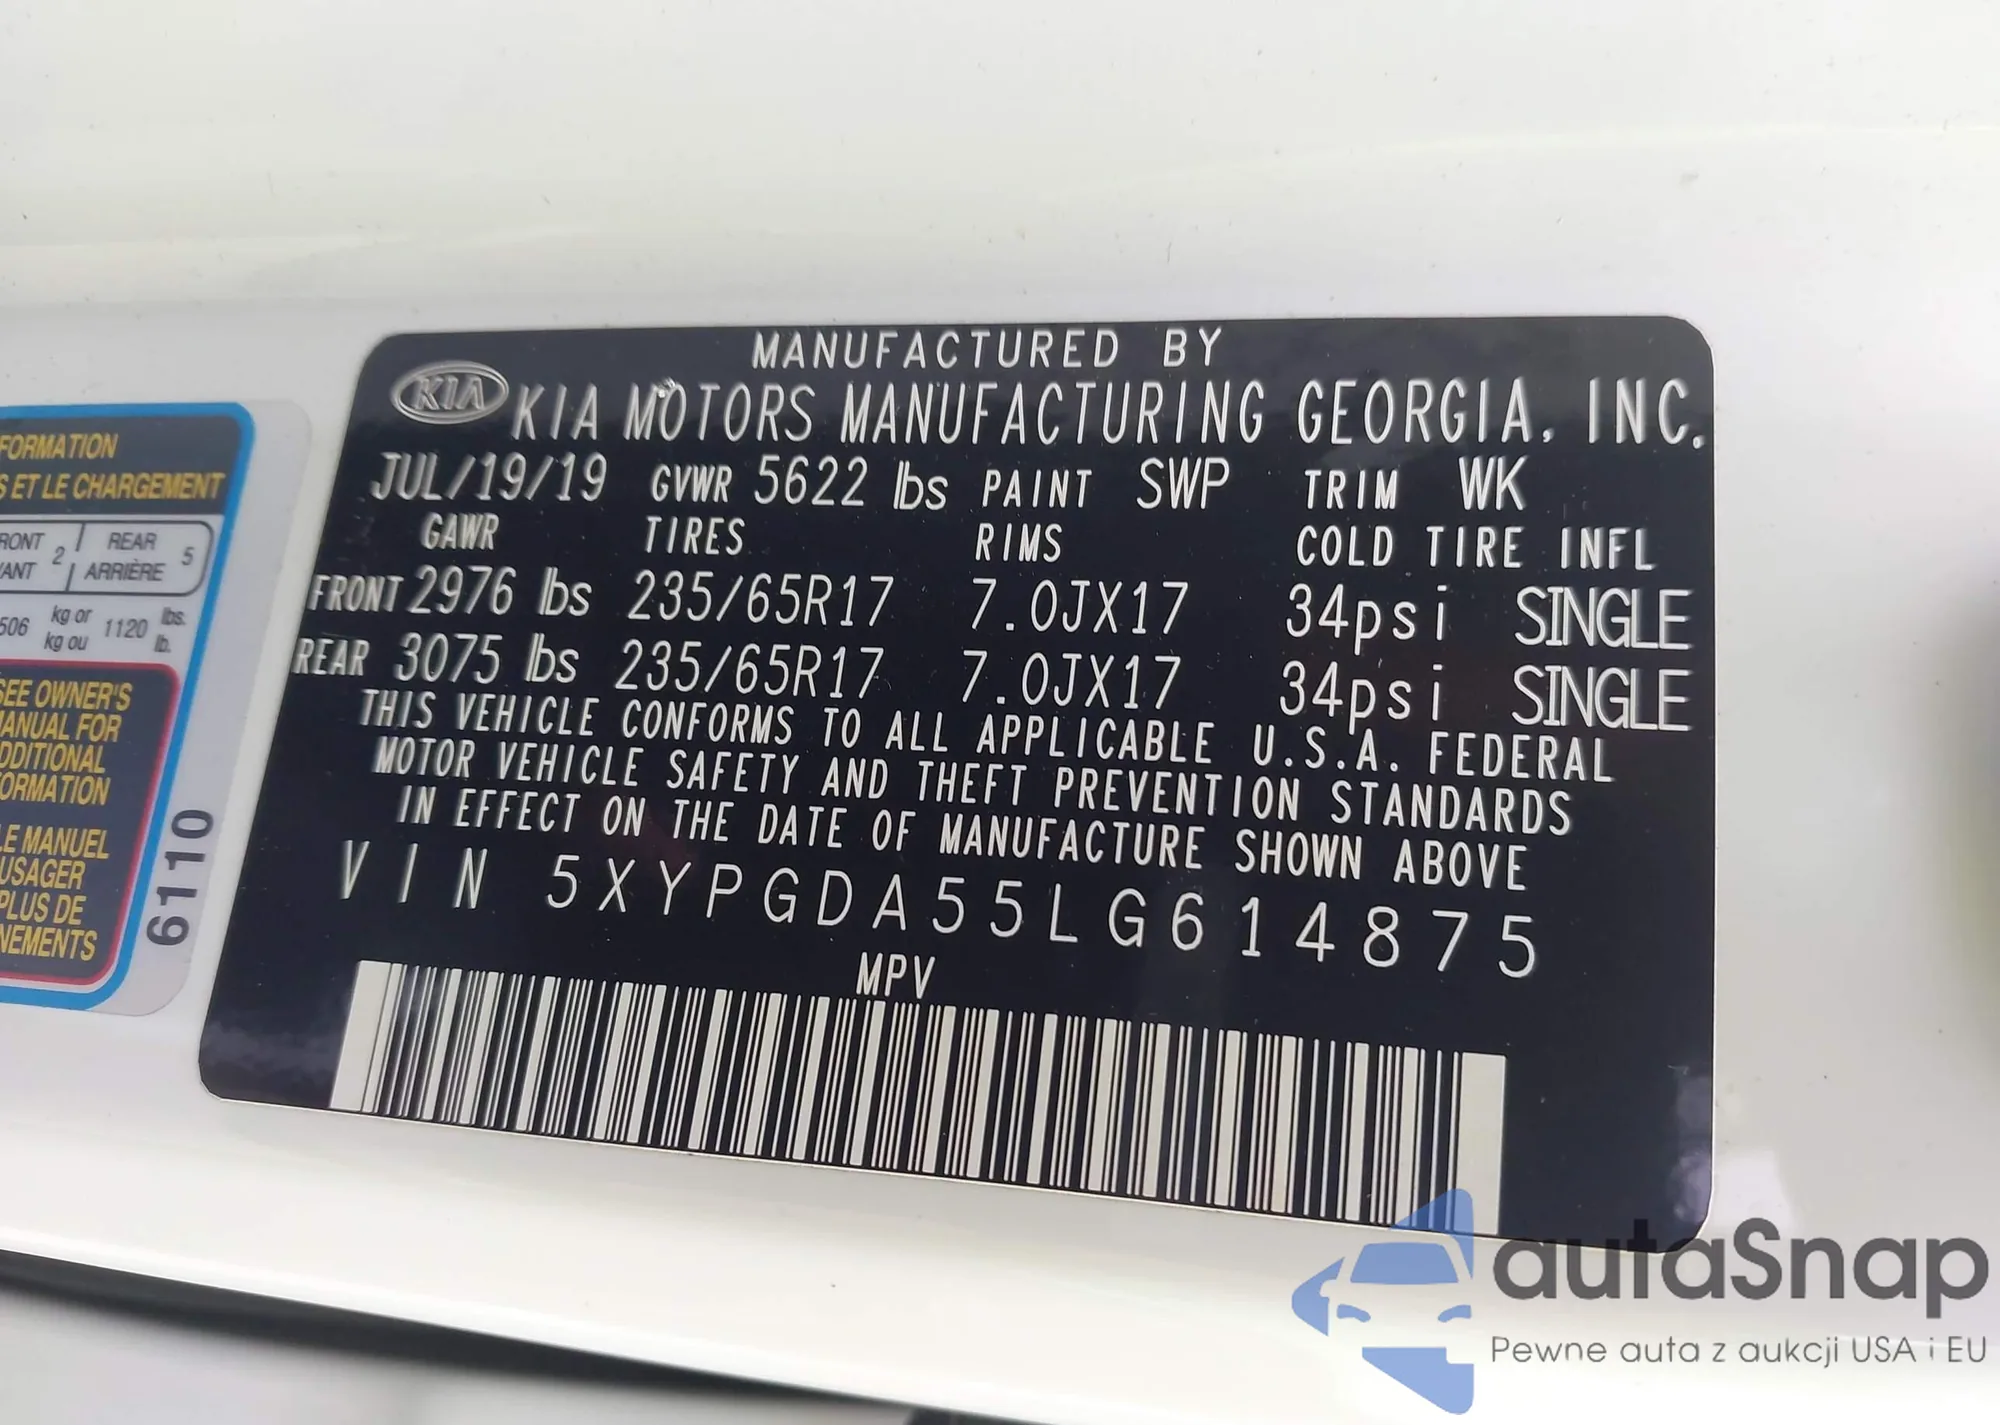 MANUFACTURED BY
KIA KIA MOTORS MANUFACTURING GEORGIA, INC.
JUL/19/19 GVWR 5622 lbs PAINT SWP TRIM WK
GAWR TIRES RIMS COLD TIRE INFL
FRONT 2976 lbs 235/65R17 7.0JX17 34psi SINGLE
REAR 3075 lbs 235/65R17 7.0JX17 34psi SINGLE
THIS VEHICLE CONFORMS TO ALL APPLICABLE U.S.A. FEDERAL
MOTOR VEHICLE SAFETY AND THEFT PREVENTION STANDARDS
IN EFFECT ON THE DATE OF MANUFACTURE SHOWN ABOVE
VIN 5XYPGDA55LG614875
MPV
FORMATION
S ET LE CHARGEMENT
RONT 2 REAR 5
VANT ARRIÈRE
506 kg or 1120 lbs.
kg ou lb.
SEE OWNER'S
MANUAL FOR
DDITIONAL
FORMATION
LE MANUEL
USAGER
PLUS DE
NEMENTS
6110
autaSnap
Pewne auta z aukcji USA i EU